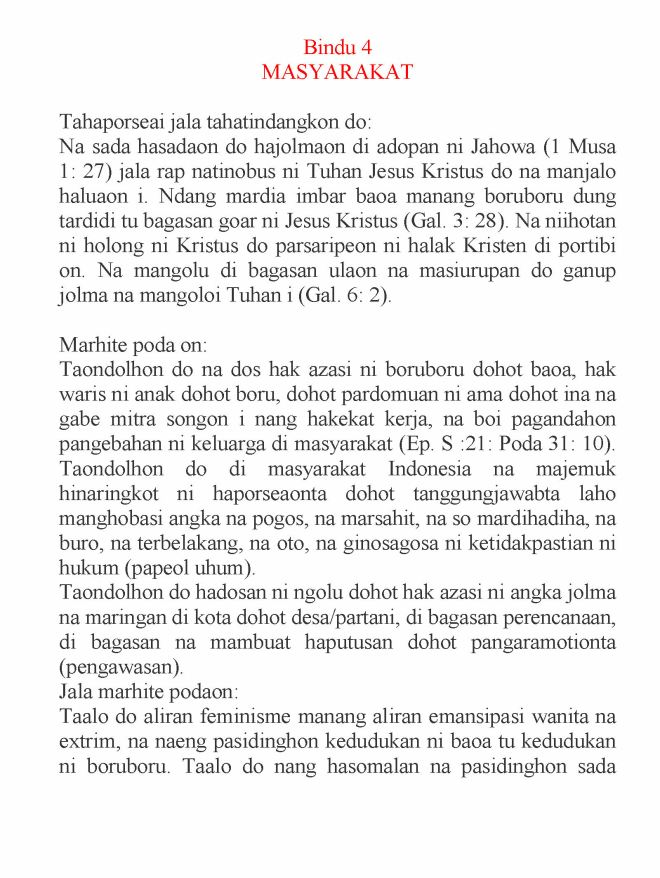 Bindu 4
MASYARAKAT
Tahaporseai jala tahatindangkon do:
Na sada hasadaon do hajolmaon di adopan ni Jahowa (1 Musa
1: 27) jala rap natinobus ni Tuhan Jesus Kristus do na manjalo
haluaon i. Ndang mardia imbar baoa manang boruboru dung
tardidi tu bagasan goar ni Jesus Kristus (Gal. 3: 28). Na niihotan
ni holong ni Kristus do parsaripeon ni halak Kristen di portibi
on. Na mangolu di bagasan ulaon na masiurupan do ganup
jolma na mangoloi Tuhan i (Gal. 6: 2).
Marhite poda on:
Taondolhon do na dos hak azasi ni boruboru dohot baoa, hak
waris ni anak dohot boru, dohot pardomuan ni ama dohot ina na
gabe mitra songon i nang hakekat kerja, na boi pagandahon
pangebahan ni keluarga di masyarakat (Ep. S :21: Poda 31: 10).
Taondolhon do di masyarakat Indonesia na majemuk
hinaringkot ni haporseaonta dohot tanggungjawabta laho
manghobasi angka na pogos, na marsahit, na so mardihadiha, na
buro, na terbelakang, na oto, na ginosagosa ni ketidakpastian ni
hukum (papeol uhum).
Taondolhon do hadosan ni ngolu dohot hak azasi ni angka jolma
na maringan di kota dohot desa/partani, di bagasan perencanaan,
di bagasan na mambuat haputusan dohot pangaramotionta
(pengawasan).
Jala marhite podaon:
Taalo do aliran feminisme manang aliran emansipasi wanita na
extrim, na naeng pasidinghon kedudukan ni baoa tu kedudukan
ni boruboru. Taalo do nang hasomalan na pasidinghon sada